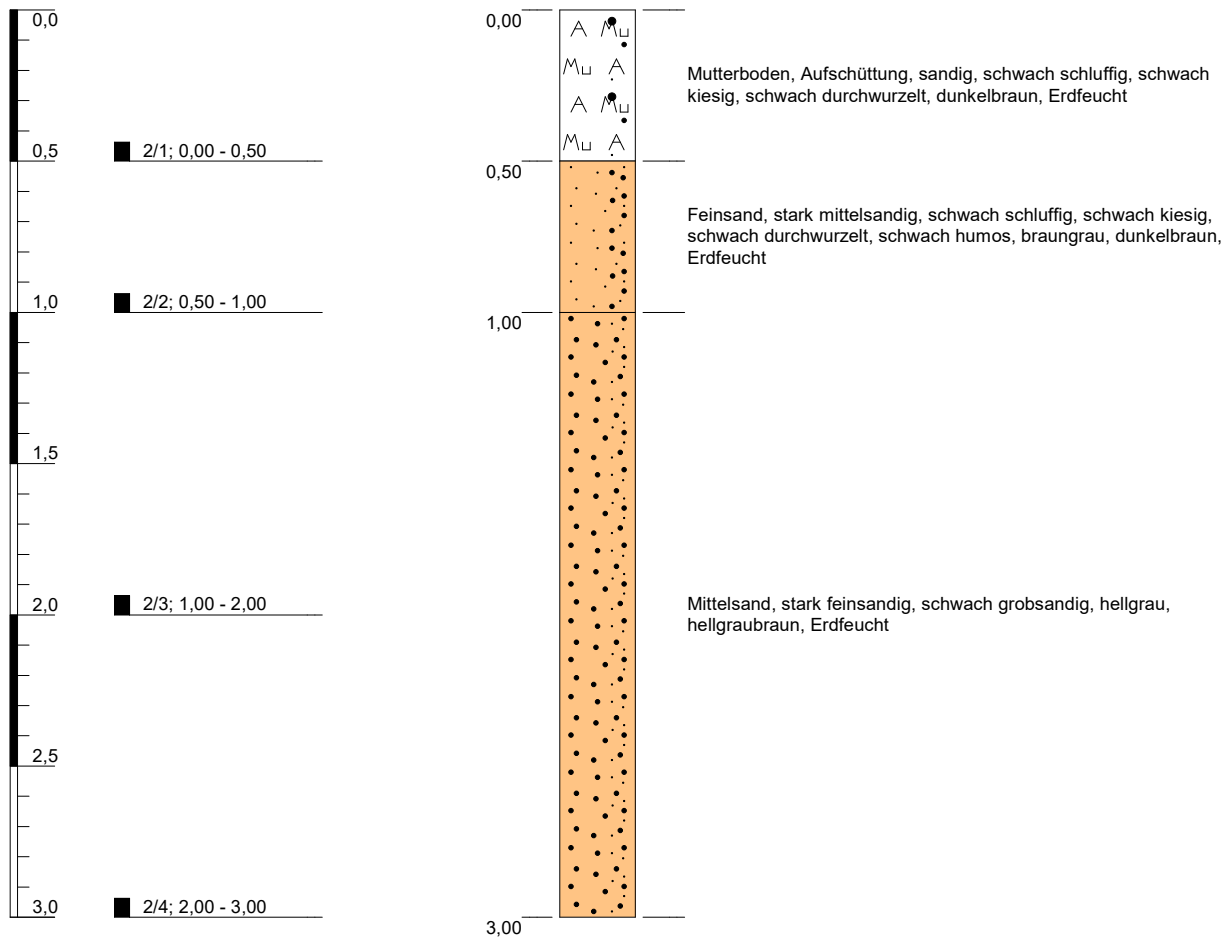 0,0
0,00
A Mu
Mu A
A Mu
Mu A
Mutterboden, Aufschüttung, sandig, schwach schluffig, schwach
kiesig, schwach durchwurzelt, dunkelbraun, Erdfeucht
0,5
2/1; 0,00 - 0,50
0,50
Feinsand, stark mittelsandig, schwach schluffig, schwach kiesig,
schwach durchwurzelt, schwach humos, braungrau, dunkelbraun,
Erdfeucht
1,0
2/2; 0,50 - 1,00
1,00
1,5
2,0
2/3; 1,00 - 2,00
Mittelsand, stark feinsandig, schwach grobsandig, hellgrau,
hellgraubraun, Erdfeucht
2,5
3,0
2/4; 2,00 - 3,00
3,00